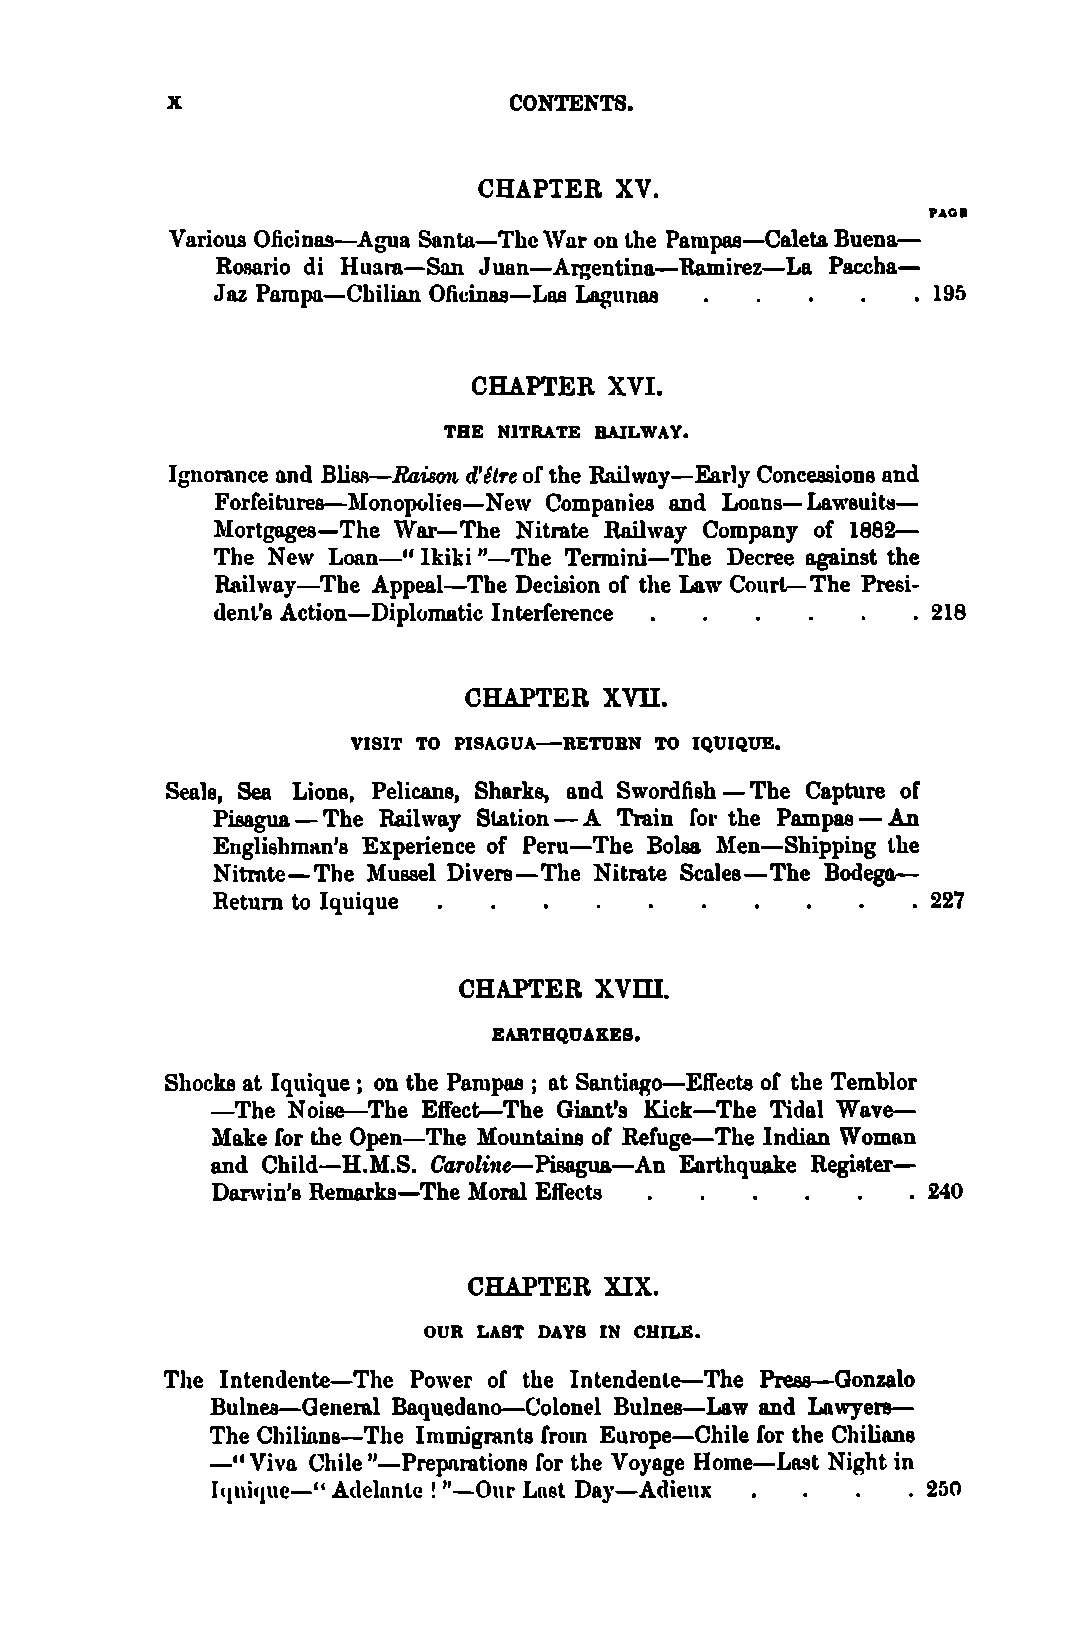 x CONTENTS.
CHAPTER XV.
PAGE
Various Oficinas—Agua Santa—The War on the Pampas—Caleta Buena—
Rosario di Huara—San Juan—Argentina—Ramirez—La Paccha—
Jaz Pampa—Chilian Oficinas—Las Lagunas . . . . . 195
CHAPTER XVI.
THE NITRATE RAILWAY.
Ignorance and Bliss—Raison d'être of the Railway—Early Concessions and
Forfeitures—Monopolies—New Companies and Loans—Lawsuits—
Mortgages—The War—The Nitrate Railway Company of 1882—
The New Loan—“Ikiki”—The Termini—The Decree against the
Railway—The Appeal—The Decision of the Law Court—The Presi-
dent's Action—Diplomatic Interference . . . . . . 218
CHAPTER XVII.
VISIT TO PISAGUA—RETURN TO IQUIQUE.
Seals, Sea Lions, Pelicans, Sharks, and Swordfish—The Capture of
Pisagua—The Railway Station—A Train for the Pampas—An
Englishman's Experience of Peru—The Bolsa Men—Shipping the
Nitrate—The Mussel Divers—The Nitrate Scales—The Bodega—
Return to Iquique . . . . . . . . . . 227
CHAPTER XVIII.
EARTHQUAKES.
Shocks at Iquique; on the Pampas; at Santiago—Effects of the Temblor
—The Noise—The Effect—The Giant's Kick—The Tidal Wave—
Make for the Open—The Mountains of Refuge—The Indian Woman
and Child—H.M.S. Caroline—Pisagua—An Earthquake Register—
Darwin's Remarks—The Moral Effects . . . . . . 240
CHAPTER XIX.
OUR LAST DAYS IN CHILE.
The Intendente—The Power of the Intendente—The Press—Gonzalo
Bulnes—General Baquedano—Colonel Bulnes—Law and Lawyers—
The Chilians—The Immigrants from Europe—Chile for the Chilians
—“Viva Chile”—Preparations for the Voyage Home—Last Night in
Iquique—“Adelante!”—Our Last Day—Adieux . . . . 250